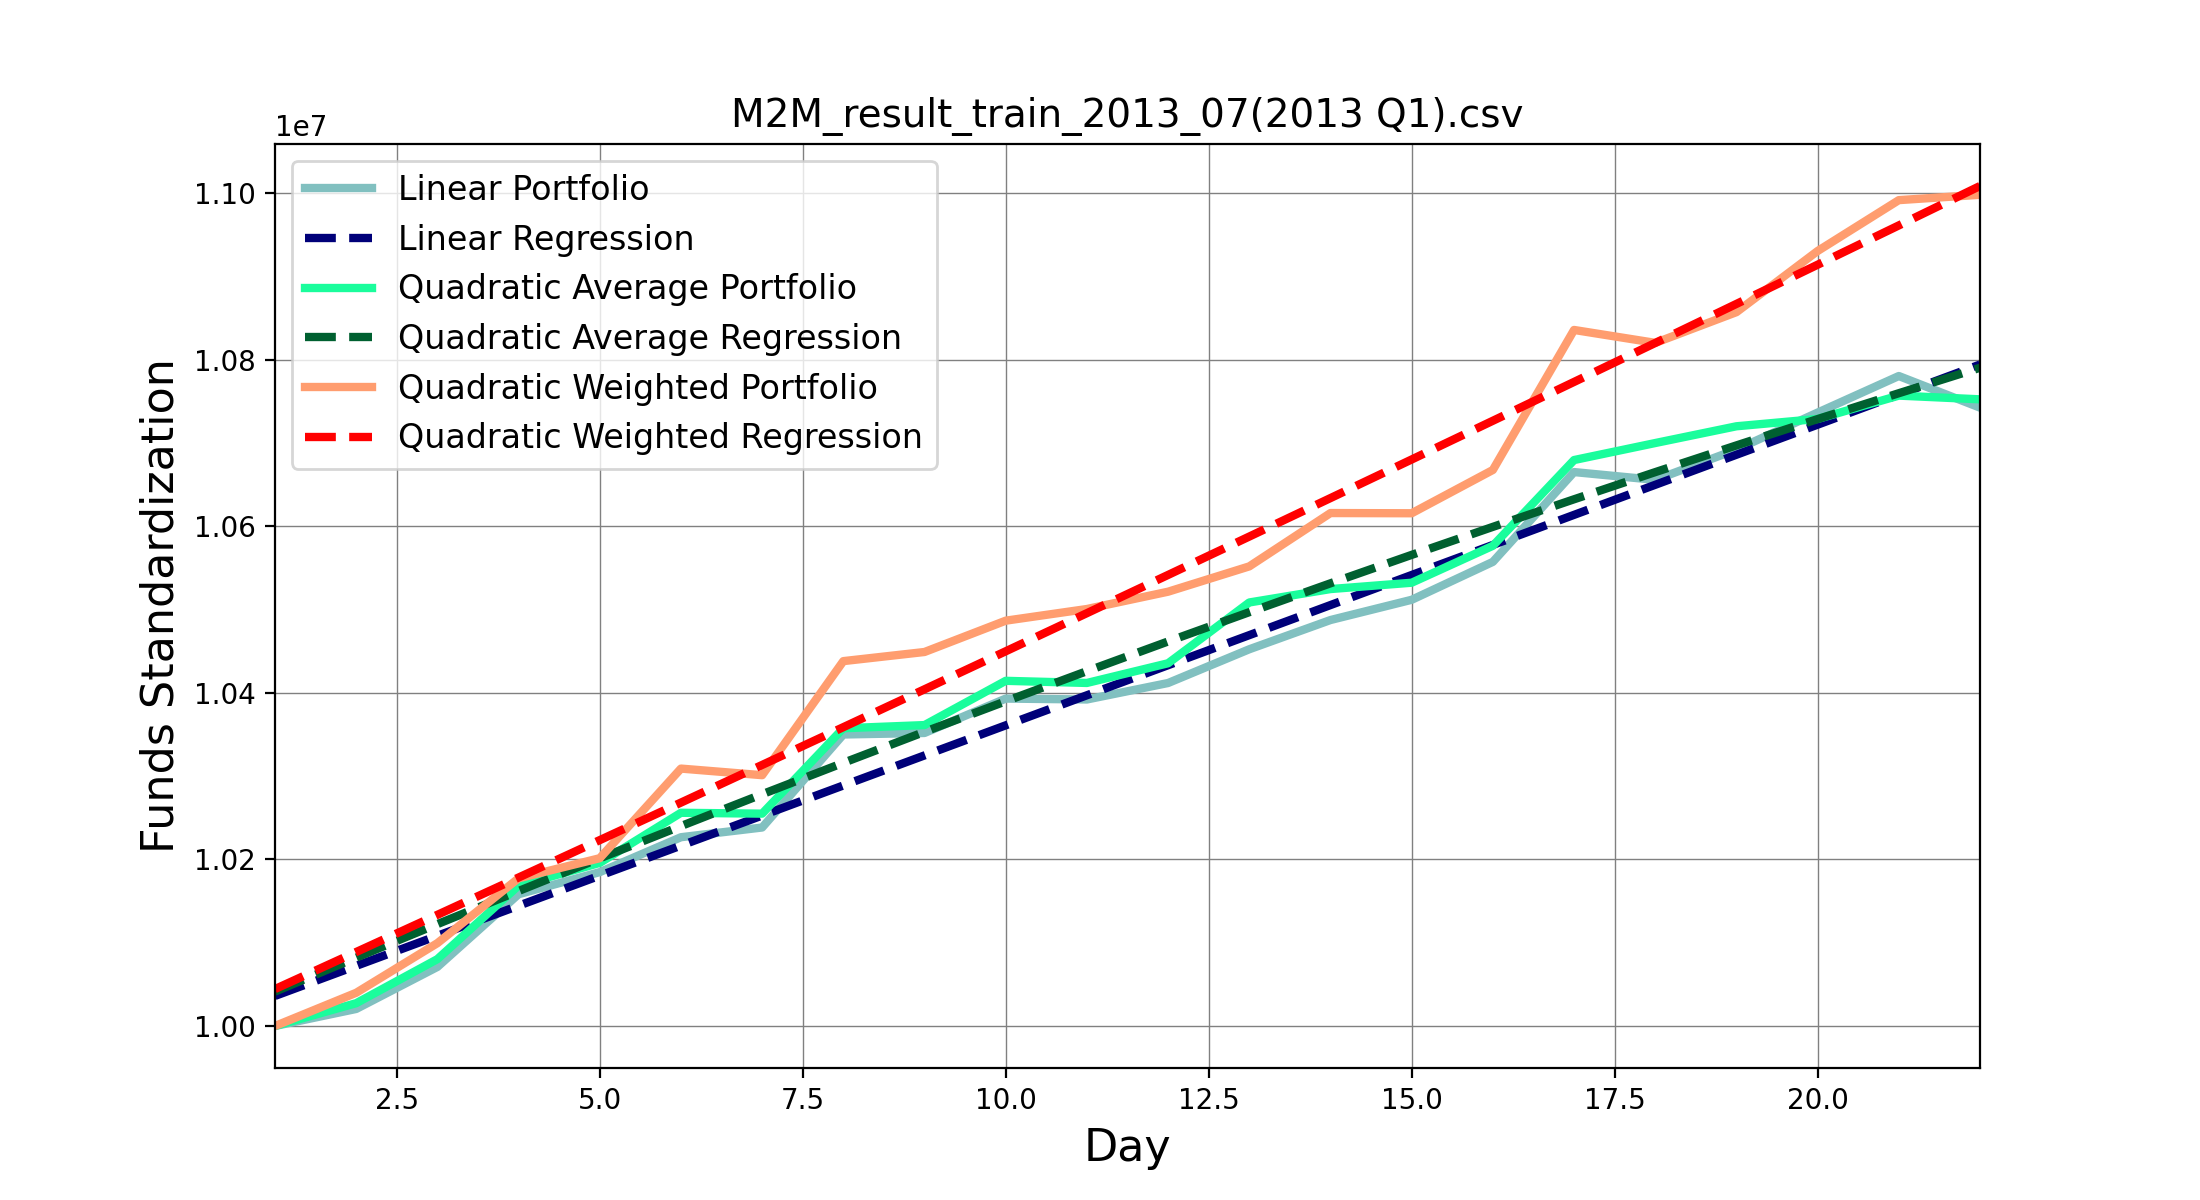 M2M_result_train_2013_07(2013 Q1).csv
1e7
Linear Portfolio
Linear Regression
Quadratic Average Portfolio
Quadratic Average Regression
Quadratic Weighted Portfolio
Quadratic Weighted Regression
Funds Standardization
1.10
1.08
1.06
1.04
1.02
1.00
2.5 5.0 7.5 10.0 12.5 15.0 17.5 20.0
Day